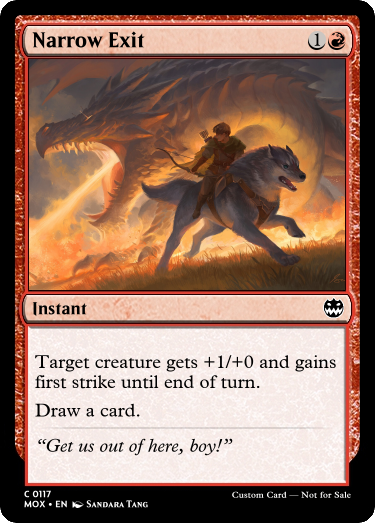 Narrow Exit 1
Instant
Target creature gets +1/+0 and gains
first strike until end of turn.
Draw a card.
“Get us out of here, boy!”
C 0117
MOX • EN Sandara Tang
Custom Card — Not for Sale